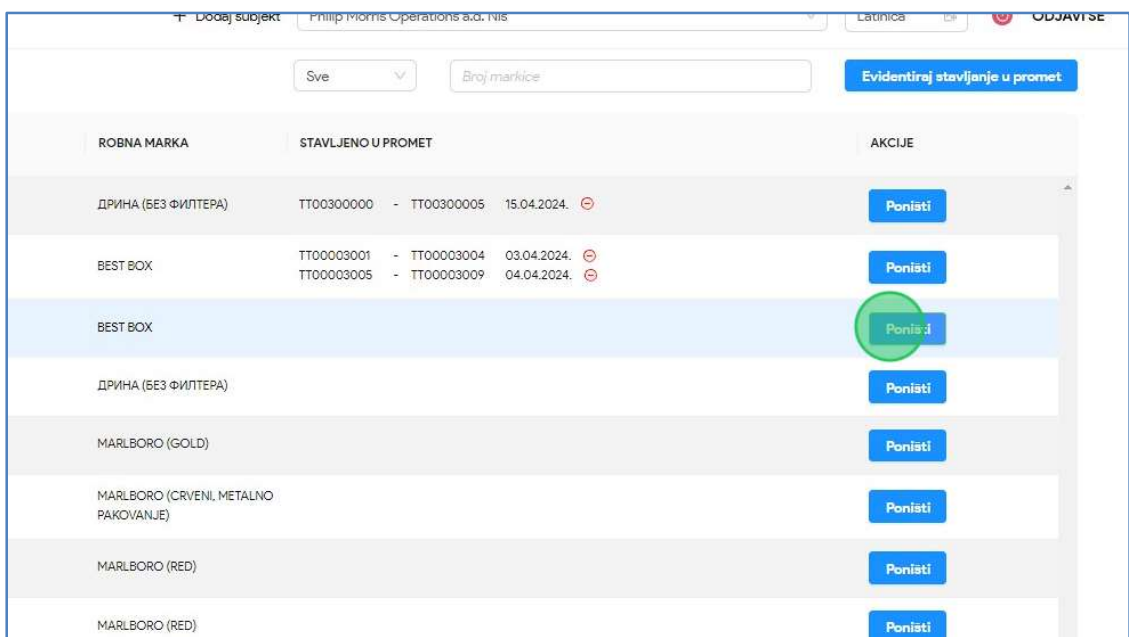 + Dodaj subjekt Philip Morris Operations a.d. Nis Latinica ODJAVI SE
Sve Broj markice Evidentiraj stavljanje u promet
ROBNA MARKA STAVLJENO U PROMET AKCIJE
ДРИНА (БЕЗ ФИЛТЕРА) TT00300000 - TT00300005 15.04.2024. Poništi
BEST BOX TT00003001 - TT00003004 03.04.2024. Poništi
TT00003005 - TT00003009 04.04.2024.
BEST BOX Poništi
ДРИНА (БЕЗ ФИЛТЕРА) Poništi
MARLBORO (GOLD) Poništi
MARLBORO (CRVENI, METALNO
PAKOVANJE) Poništi
MARLBORO (RED) Poništi
MARLBORO (RED) Poništi